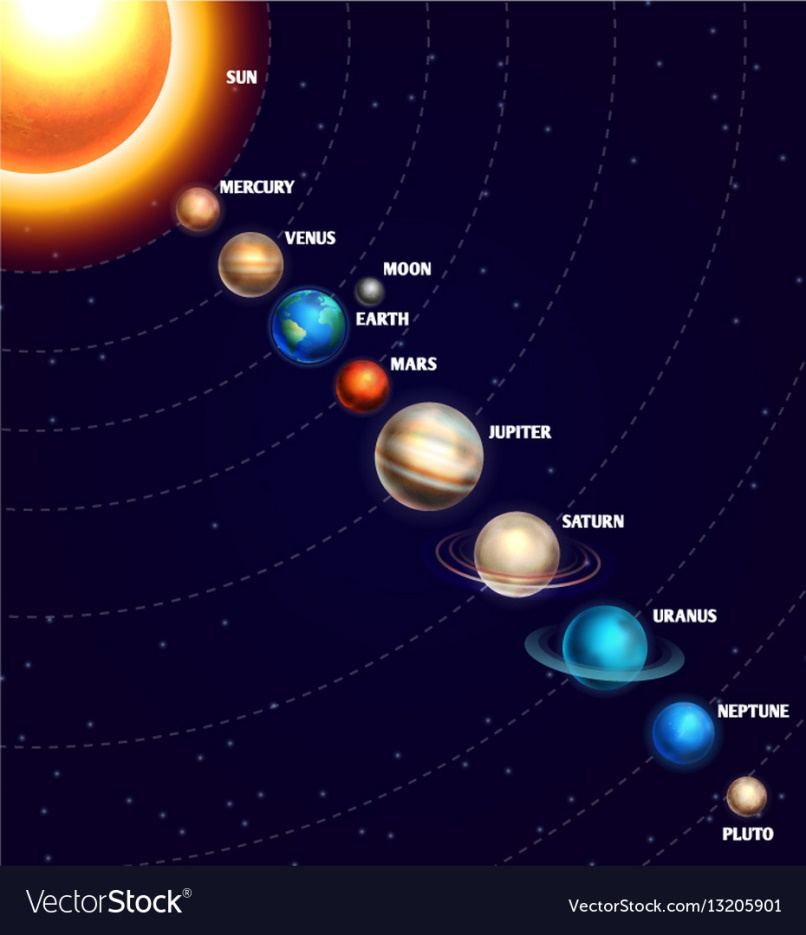 SUN
MERCURY
VENUS
MOON
EARTH
MARS
JUPITER
SATURN
URANUS
NEPTUNE
PLUTO
VectorStock®
VectorStock.com/13205901